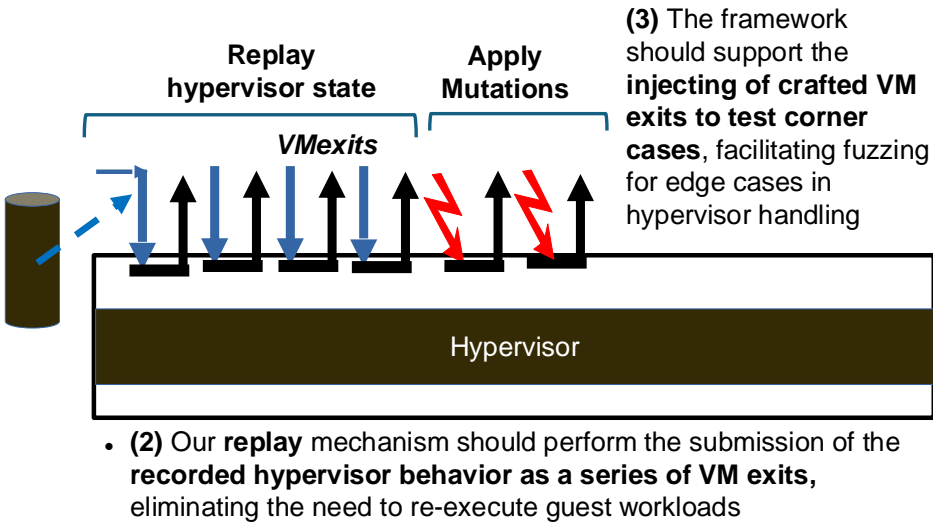 Replay
hypervisor state
Apply
Mutations
(3) The framework
should support the
injecting of crafted VM
exits to test corner
cases, facilitating fuzzing
for edge cases in
hypervisor handling
VMexits
Hypervisor
• (2) Our replay mechanism should perform the submission of the
recorded hypervisor behavior as a series of VM exits,
eliminating the need to re-execute guest workloads